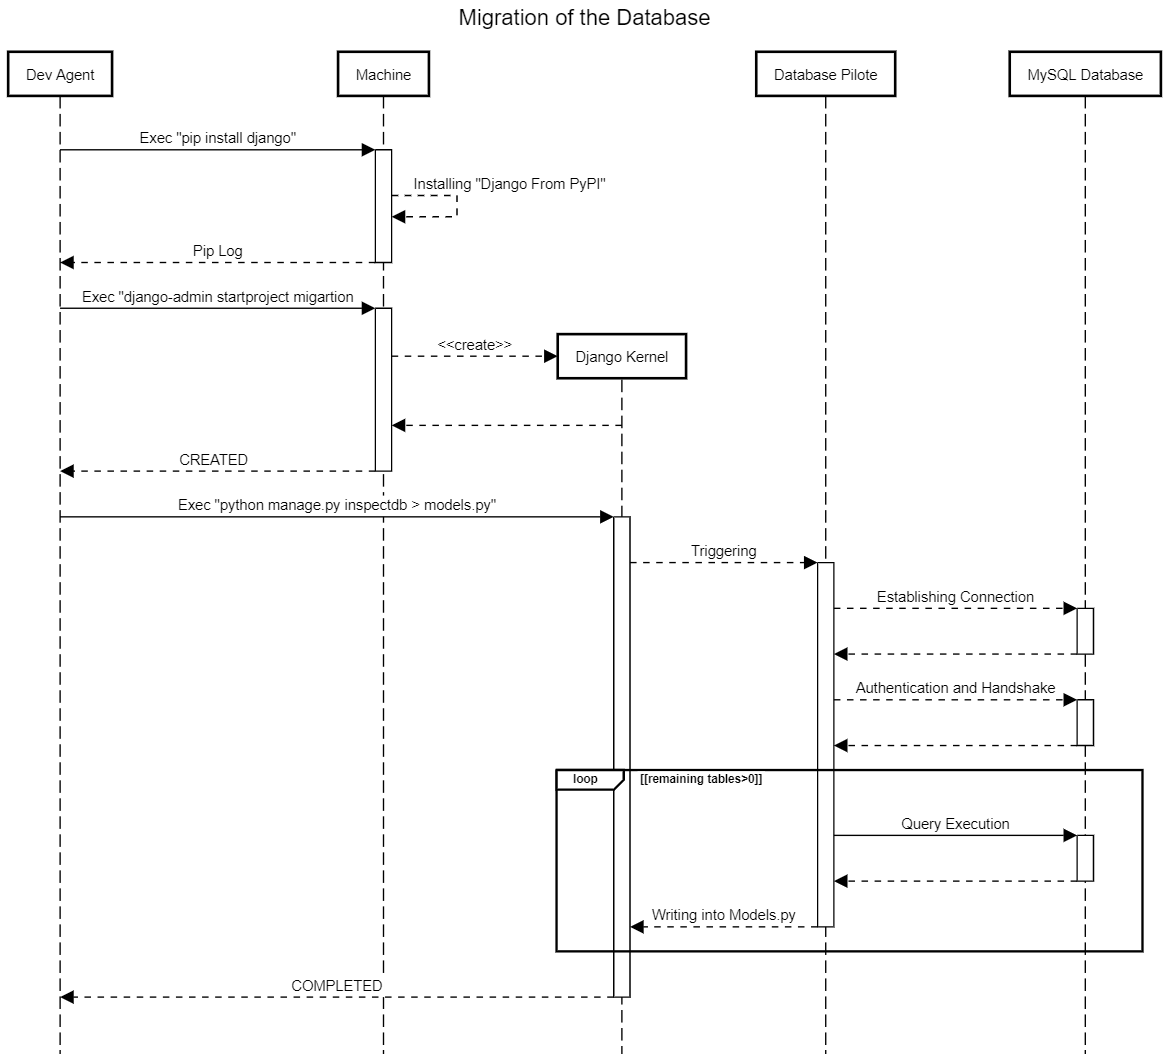 Migration of the Database
Dev Agent
Machine
Database Pilote
MySQL Database
Exec "pip install django"
Installing "Django From PyPI"
Pip Log
Exec "django-admin startproject migartion
<<create>>
Django Kernel
CREATED
Exec "python manage.py inspectdb > models.py"
Triggering
Establishing Connection
Authentication and Handshake
loop
[[remaining tables>0]]
Query Execution
Writing into Models.py
COMPLETED